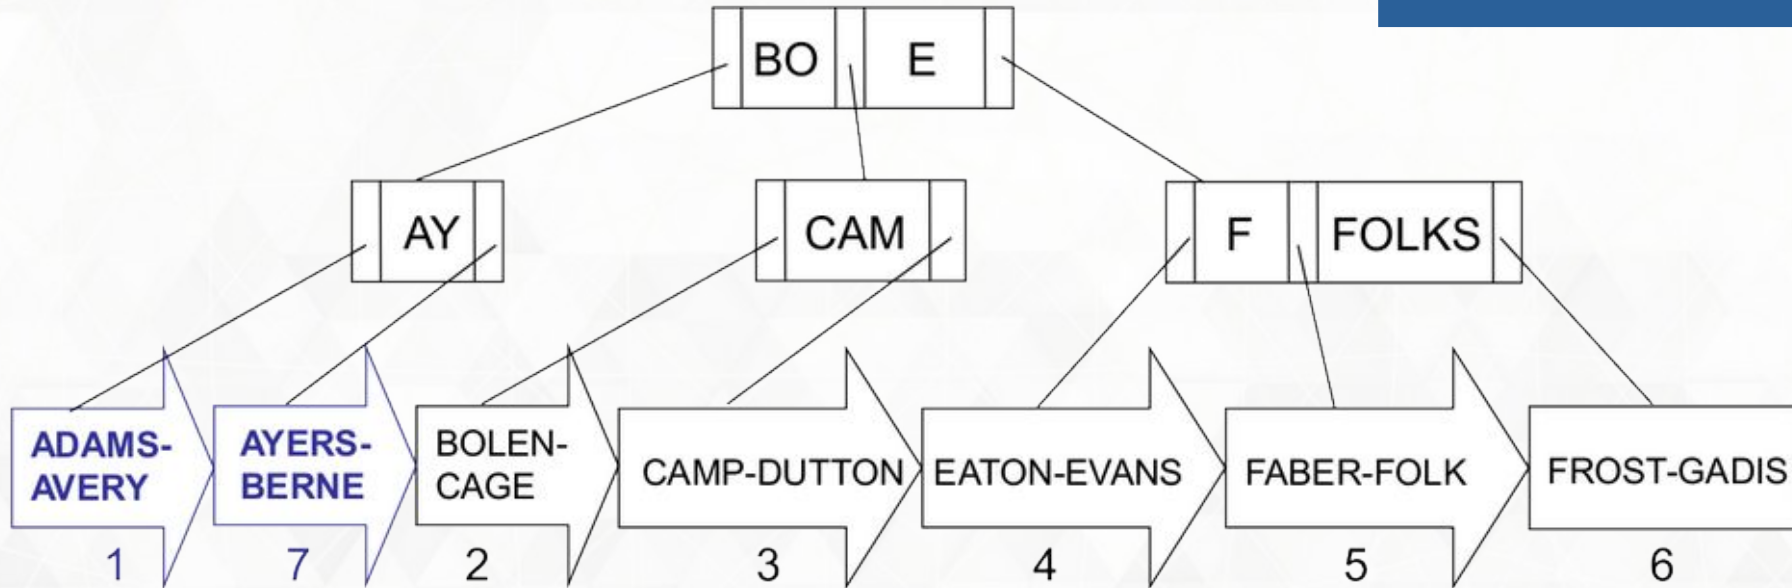 BO E
AY CAM F FOLKS
ADAMS-
AVERY
AYERS-
BERNE
BOLEN-
CAGE
CAMP-DUTTON
EATON-EVANS
FABER-FOLK
FROST-GADIS
1 7 2 3 4 5 6